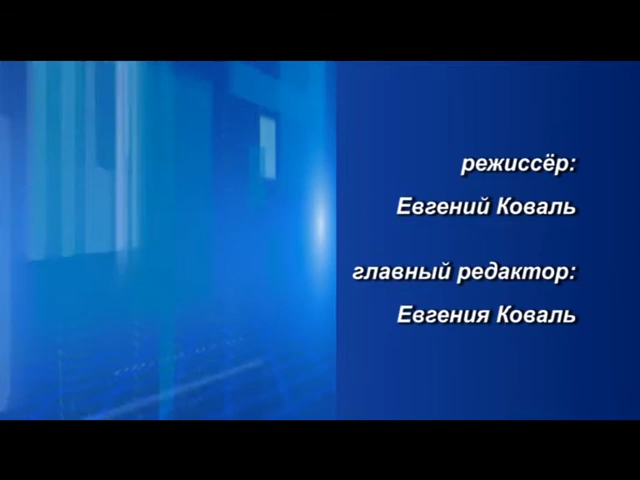 режиссёр:
Евгений Коваль
главный редактор:
Евгения Коваль